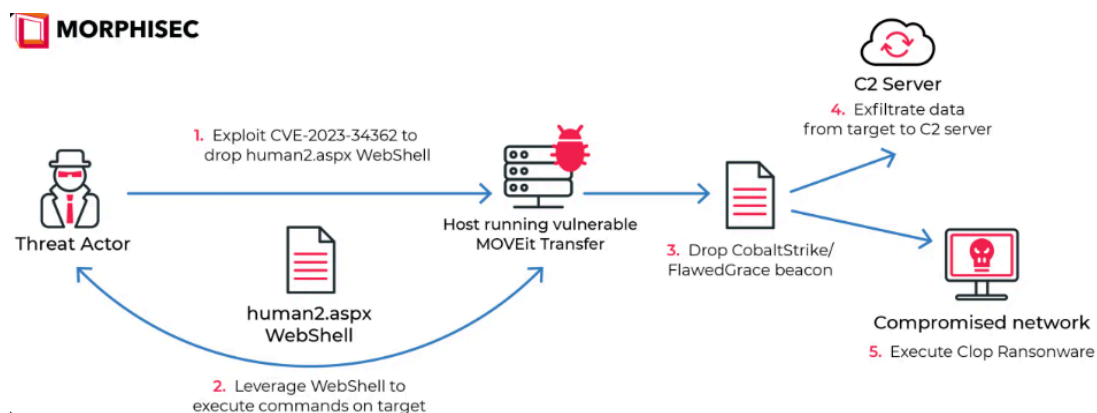 MORPHISEC
C2 Server
4. Exfiltrate data
from target to C2 server
1. Exploit CVE-2023-34362 to
drop human2.aspx WebShell
Threat Actor
Host running vulnerable
MOVEit Transfer
3. Drop CobaltStrike/
FlawedGrace beacon
human2.aspx
WebShell
Compromised network
5. Execute Clop Ransonware
2. Leverage WebShell to
execute commands on target